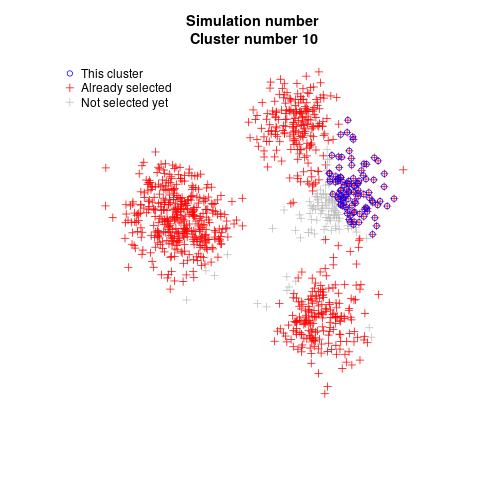 Simulation number
Cluster number 10
This cluster
Already selected
Not selected yet